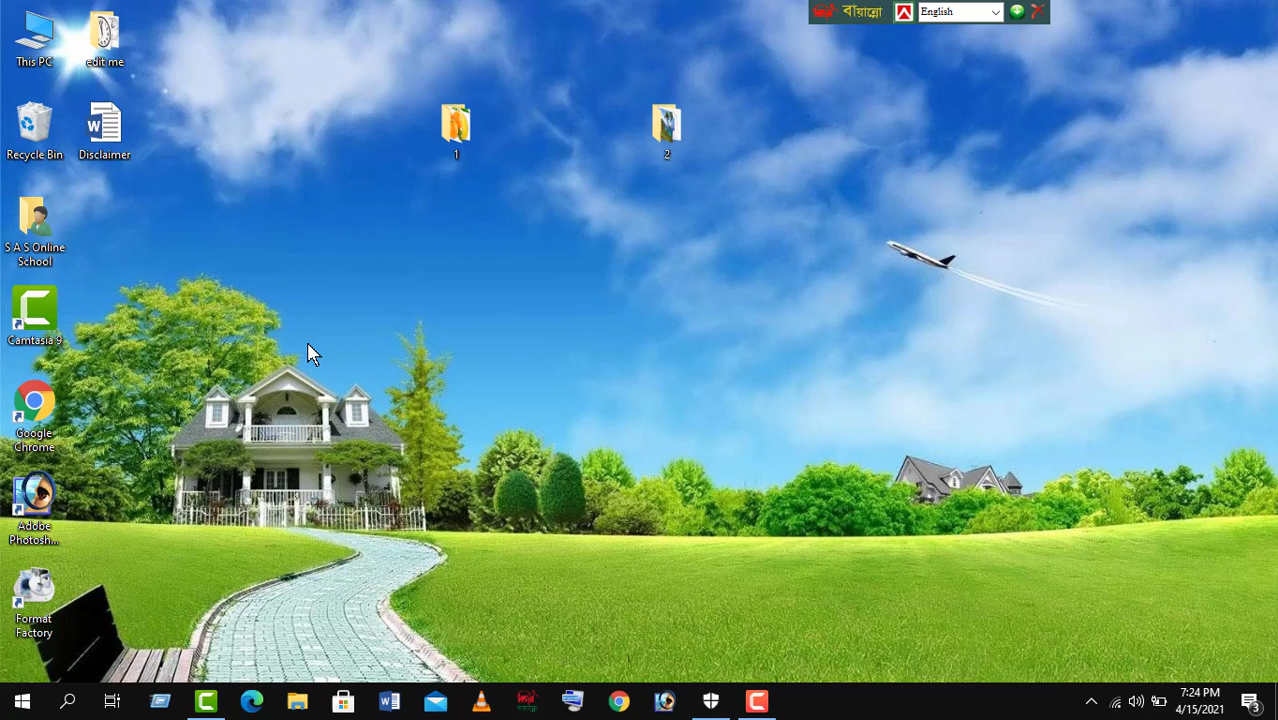 বায়ান্নো
English
This PC
edit me
Recycle Bin
Disclaimer
1
2
S A S Online
School
Camtasia 9
Google
Chrome
Adobe
Photosh...
Format
Factory
7:24 PM
4/15/2021
3